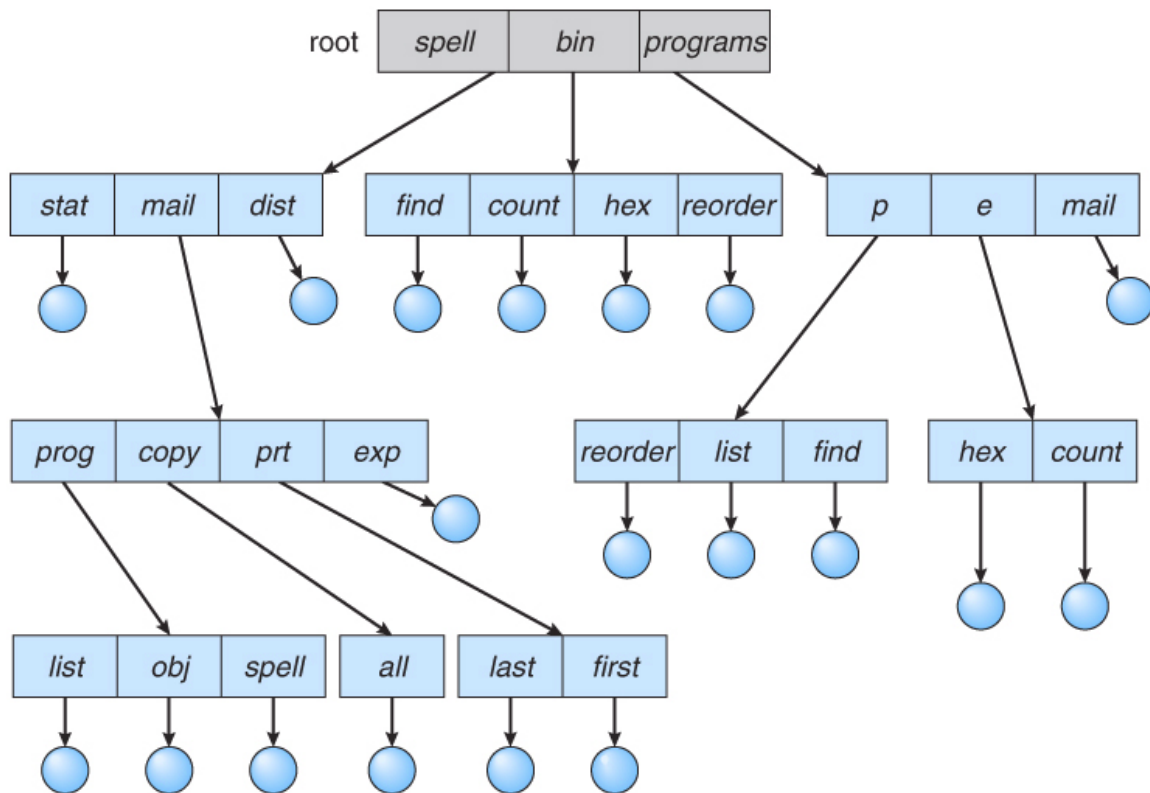 root spell bin programs
stat mail dist find count hex reorder p e mail
prog copy prt exp reorder list find hex count
list obj spell all last first